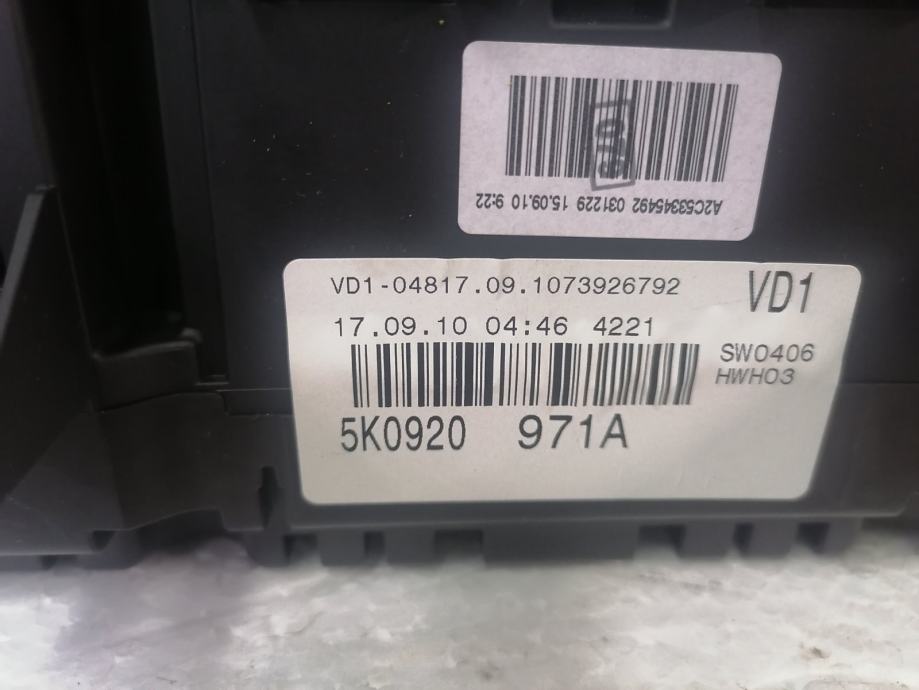 A2C53345492 031229 15.09.10 9:22
VD1-04817.09.1073926792
VD1
17.09.10 04:46 4221
SW0406
HWH03
5K0920 971A